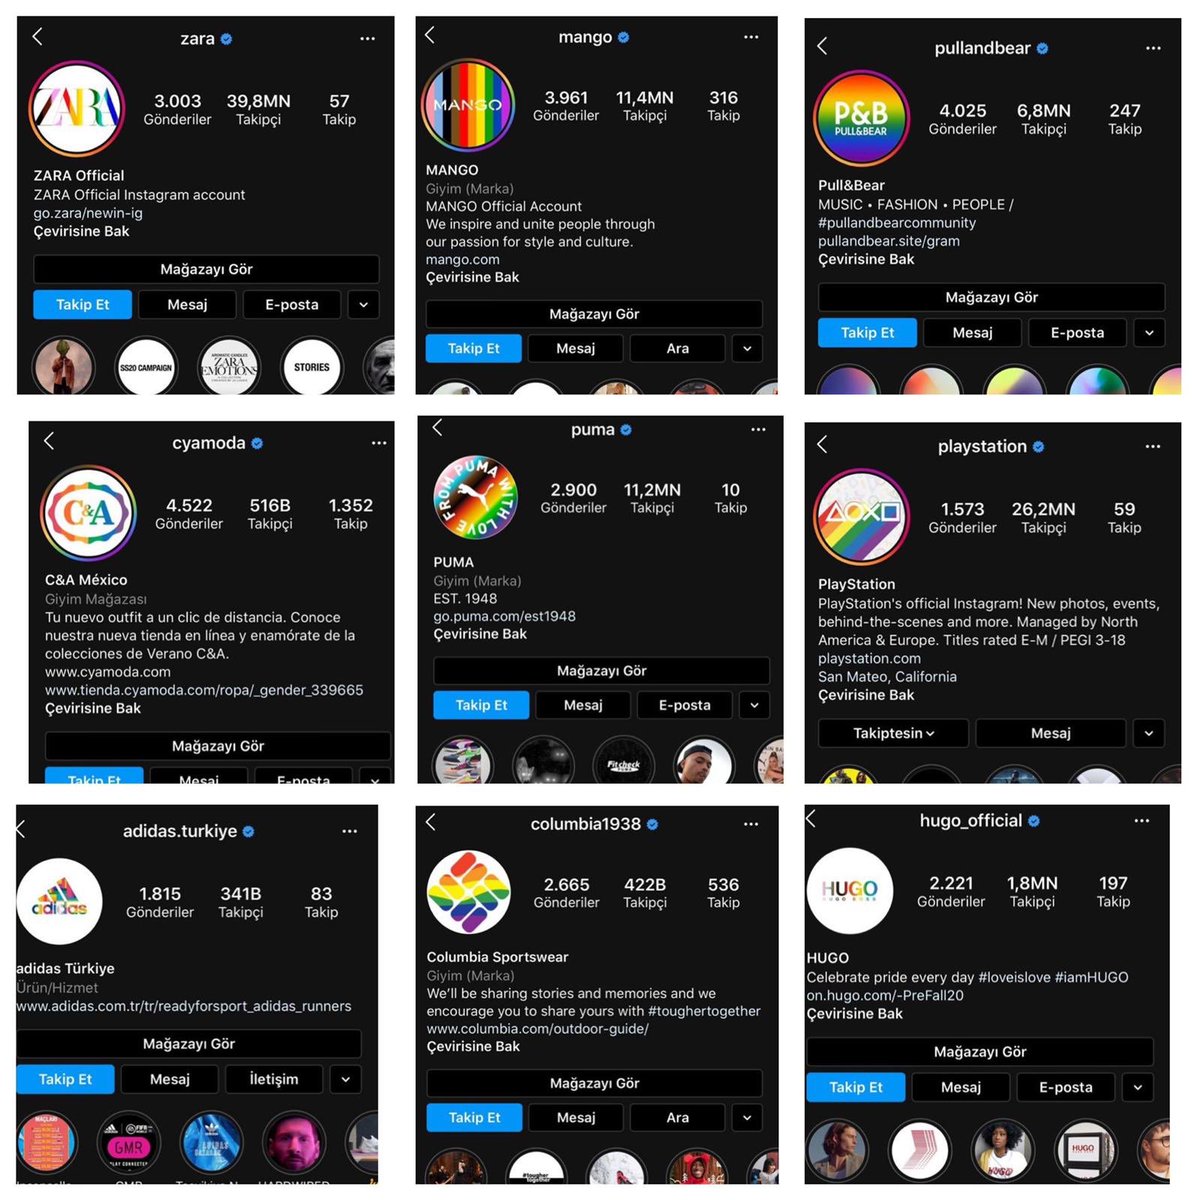 zara
ZARA
3.003 39,8MN 57
Gönderiler Takipçi Takip
ZARA Official
ZARA Official Instagram account
go.zara/newin-ig
Çevirisine Bak
Mağazayı Gör
Takip Et Mesaj E-posta
SS20 CAMPAIGN
AROMATIC CANDLES
ZARA
EMOTIONS
STORIES
mango
MANGO
3.961 11,4MN 316
Gönderiler Takipçi Takip
MANGO
Giyim (Marka)
MANGO Official Account
We inspire and unite people through
our passion for style and culture.
mango.com
Çevirisine Bak
Mağazayı Gör
Takip Et Mesaj Ara
pullandbear
P&B
PULL&BEAR
4.025 6,8MN 247
Gönderiler Takipçi Takip
Pull&Bear
MUSIC • FASHION • PEOPLE /
#pullandbearcommunity
pullandbear.site/gram
Çevirisine Bak
Mağazayı Gör
Takip Et Mesaj E-posta
cyamoda
C&A
4.522 516B 1.352
Gönderiler Takipçi Takip
C&A México
Giyim Mağazası
Tu nuevo outfit a un clic de distancia. Conoce
nuestra nueva tienda en línea y enamórate de la
colecciones de Verano C&A.
www.cyamoda.com
www.tienda.cyamoda.com/ropa/_gender_339665
Çevirisine Bak
Mağazayı Gör
Takip Et Mesaj E-posta
puma
FROM PUMA WITH LOVE
2.900 11,2MN 10
Gönderiler Takipçi Takip
PUMA
Giyim (Marka)
EST. 1948
go.puma.com/est1948
Çevirisine Bak
Mağazayı Gör
Takip Et Mesaj E-posta
Fit check
playstation
1.573 26,2MN 59
Gönderiler Takipçi Takip
PlayStation
PlayStation's official Instagram! New photos, events,
behind-the-scenes and more. Managed by North
America & Europe. Titles rated E-M / PEGI 3-18
playstation.com
San Mateo, California
Çevirisine Bak
Takiptesin Mesaj
adidas.turkiye
adidas
1.815 341B 83
Gönderiler Takipçi Takip
adidas Türkiye
Ürün/Hizmet
www.adidas.com.tr/tr/readyforsport_adidas_runners
Mağazayı Gör
Takip Et Mesaj İletişim
GMR
columbia1938
2.665 422B 536
Gönderiler Takipçi Takip
Columbia Sportswear
Giyim (Marka)
We'll be sharing stories and memories and we
encourage you to share yours with #toughertogether
www.columbia.com/outdoor-guide/
Çevirisine Bak
Mağazayı Gör
Takip Et Mesaj Ara
#tougher
together
hugo_official
HUGO
HUGO BOSS
2.221 1,8MN 197
Gönderiler Takipçi Takip
HUGO
Celebrate pride every day #loveislove #iamHUGO
on.hugo.com/-PreFall20
Çevirisine Bak
Mağazayı Gör
Takip Et Mesaj E-posta
HUGO
HUGO